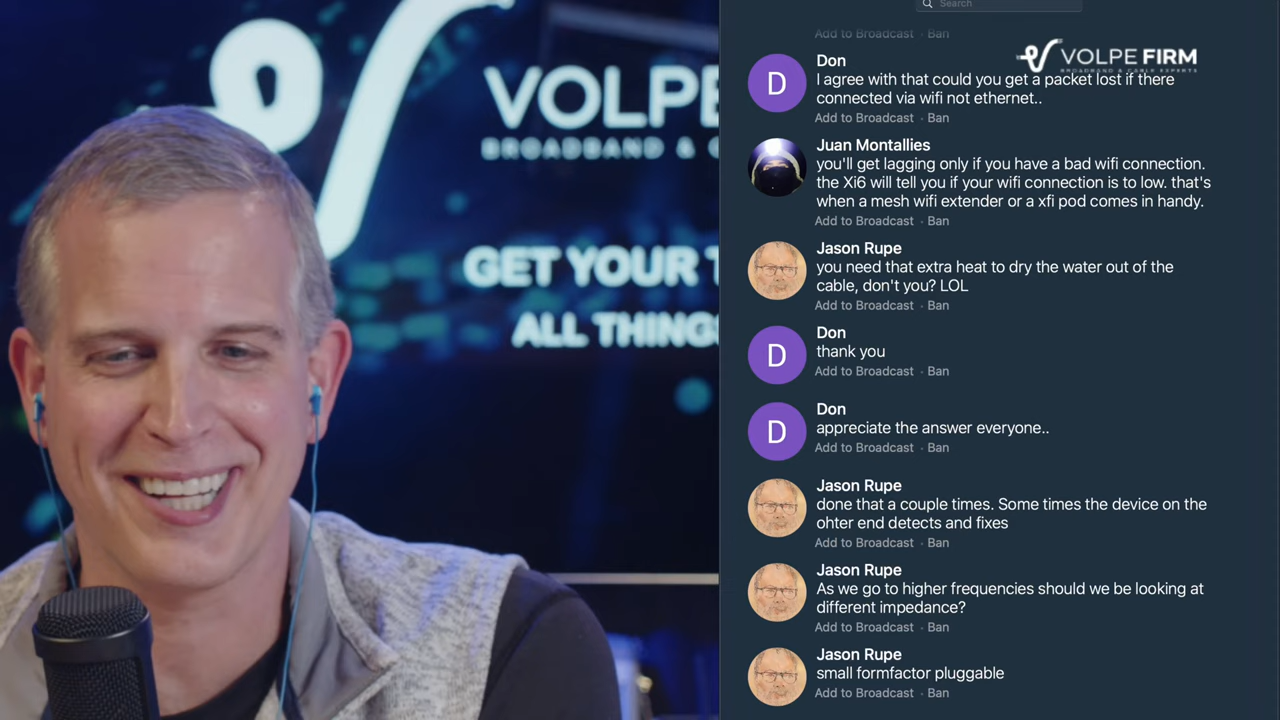 VOLPE
BROADBAND & C
GET YOUR T
ALL THINGS
Search
Add to Broadcast · Ban
VOLPE FIRM
BROADBAND & CABLE EXPERTS
D
Don
I agree with that could you get a packet lost if there
connected via wifi not ethernet..
Add to Broadcast · Ban
Juan Montallies
you'll get lagging only if you have a bad wifi connection.
the Xi6 will tell you if your wifi connection is to low. that's
when a mesh wifi extender or a xfi pod comes in handy.
Add to Broadcast · Ban
Jason Rupe
you need that extra heat to dry the water out of the
cable, don't you? LOL
Add to Broadcast · Ban
D
Don
thank you
Add to Broadcast · Ban
D
Don
appreciate the answer everyone..
Add to Broadcast · Ban
Jason Rupe
done that a couple times. Some times the device on the
ohter end detects and fixes
Add to Broadcast · Ban
Jason Rupe
As we go to higher frequencies should we be looking at
different impedance?
Add to Broadcast · Ban
Jason Rupe
small formfactor pluggable
Add to Broadcast · Ban